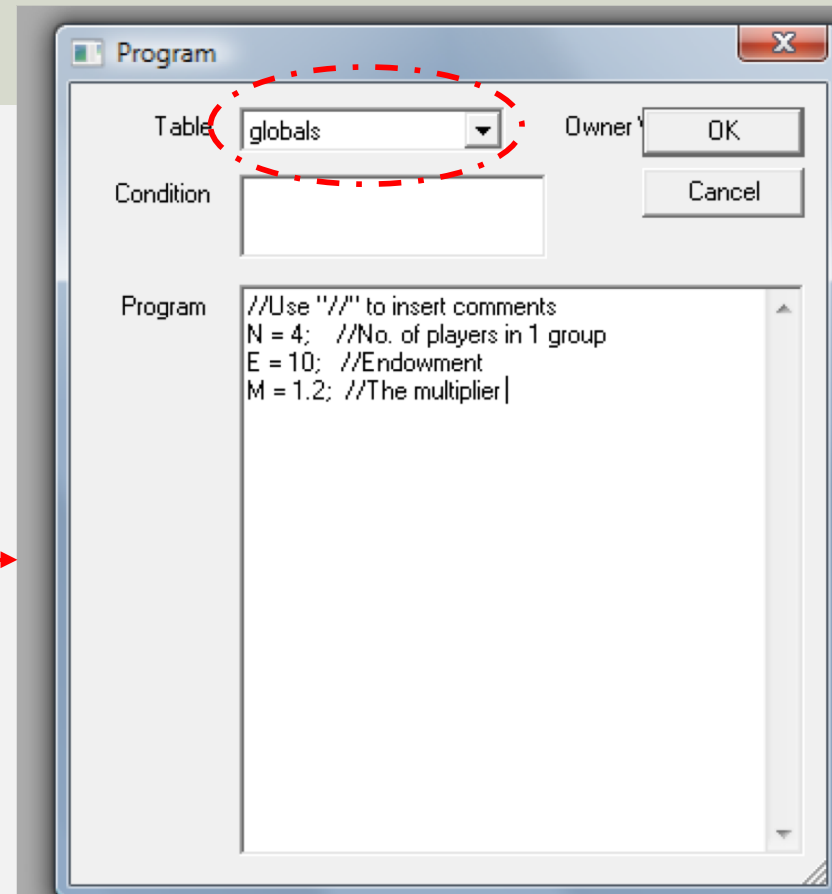 Program
Table globals Owner OK
Condition Cancel
Program
//Use "//" to insert comments
N = 4; //No. of players in 1 group
E = 10; //Endowment
M = 1.2; //The multiplier